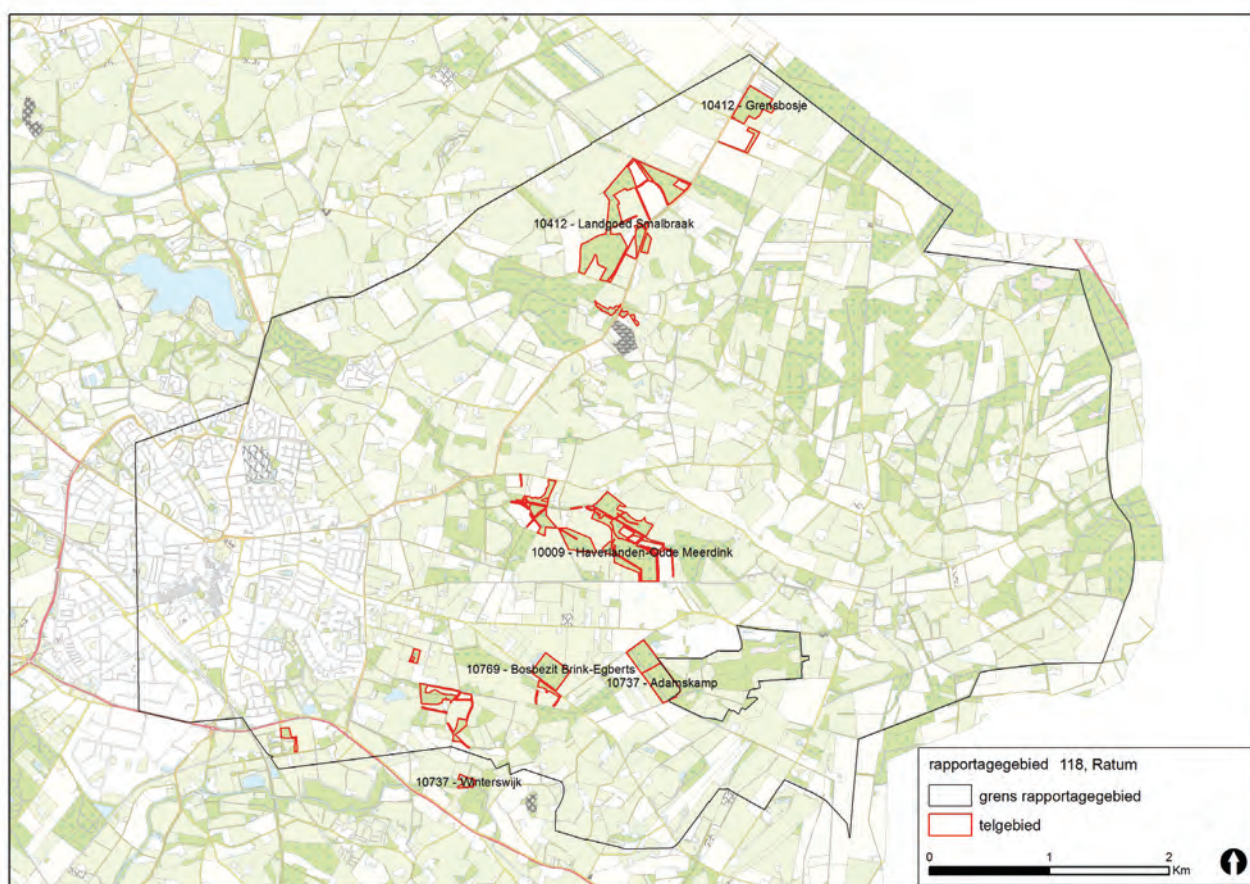 10412 - Grensbosje
10412 - Landgoed Smalbraak
10009 - Haverlanden-Oude Meerdink
10769 - Bosbezit Brink-Egberts
10737 - Adamskamp
10737 - Winterswijk
rapportagegebied 118, Ratum
grens rapportagegebied
telgebied
0 1 2
Km